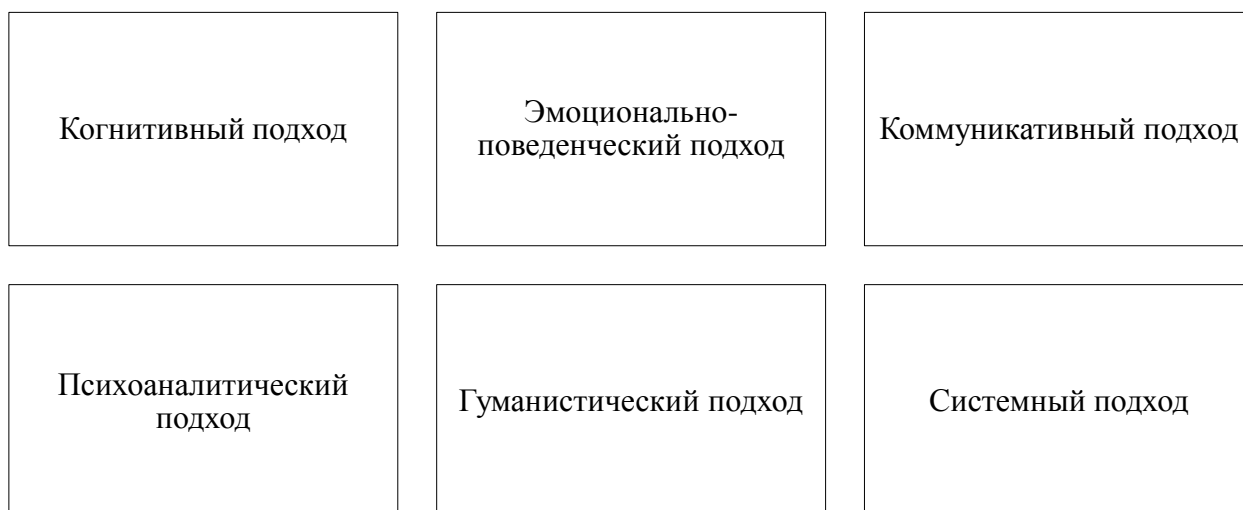 Когнитивный подход
Эмоционально-
поведенческий подход
Коммуникативный подход
Психоаналитический
подход
Гуманистический подход
Системный подход